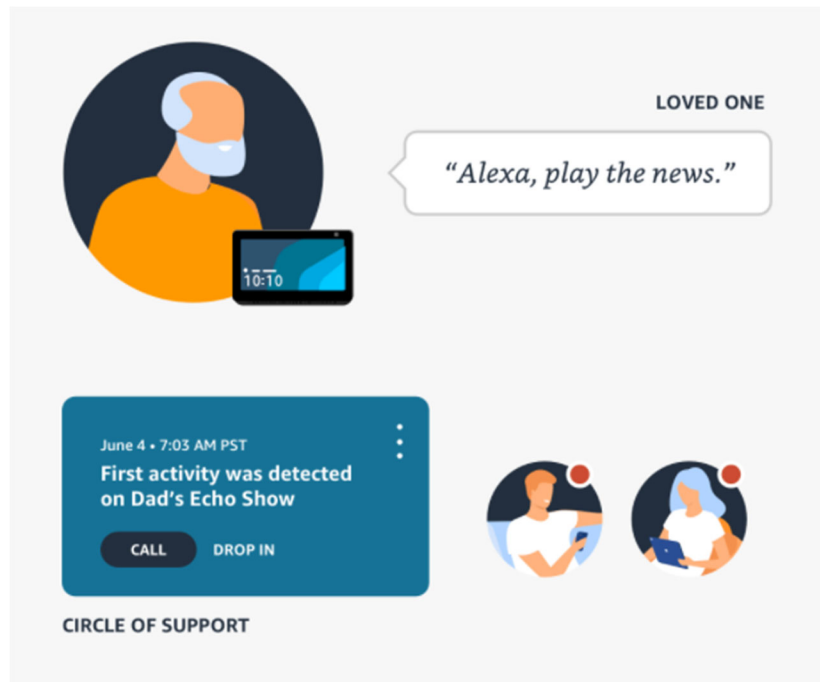 LOVED ONE
“Alexa, play the news.”
10:10
June 4 • 7:03 AM PST
First activity was detected
on Dad’s Echo Show
CALL DROP IN
CIRCLE OF SUPPORT